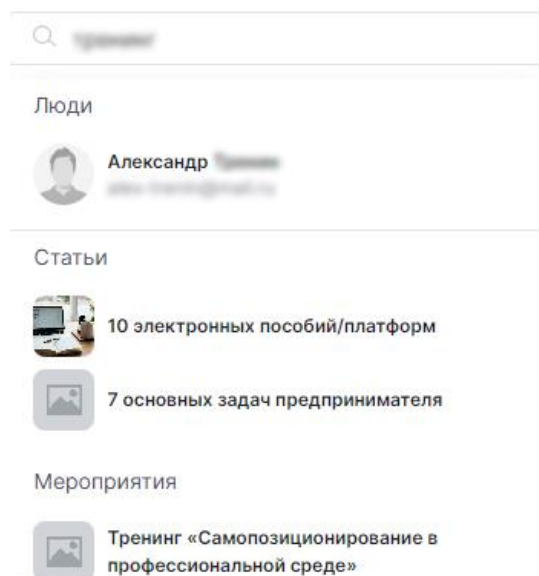 Люди
Александр
Статьи
10 электронных пособий/платформ
7 основных задач предпринимателя
Мероприятия
Тренинг «Самопозиционирование в
профессиональной среде»